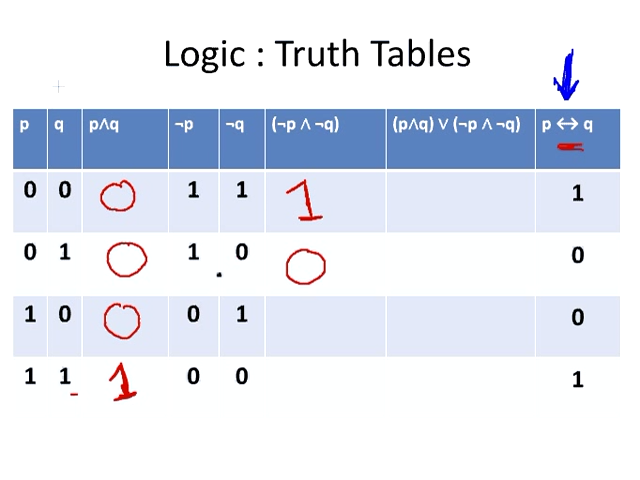 Logic : Truth Tables
p q p∧q ¬p ¬q (¬p ∧ ¬q) (p∧q) ∨ (¬p ∧ ¬q) p ↔ q
0 0 0 1 1 1 1
0 1 0 1 0 0 0
1 0 0 0 1 0
1 1 1 0 0 1